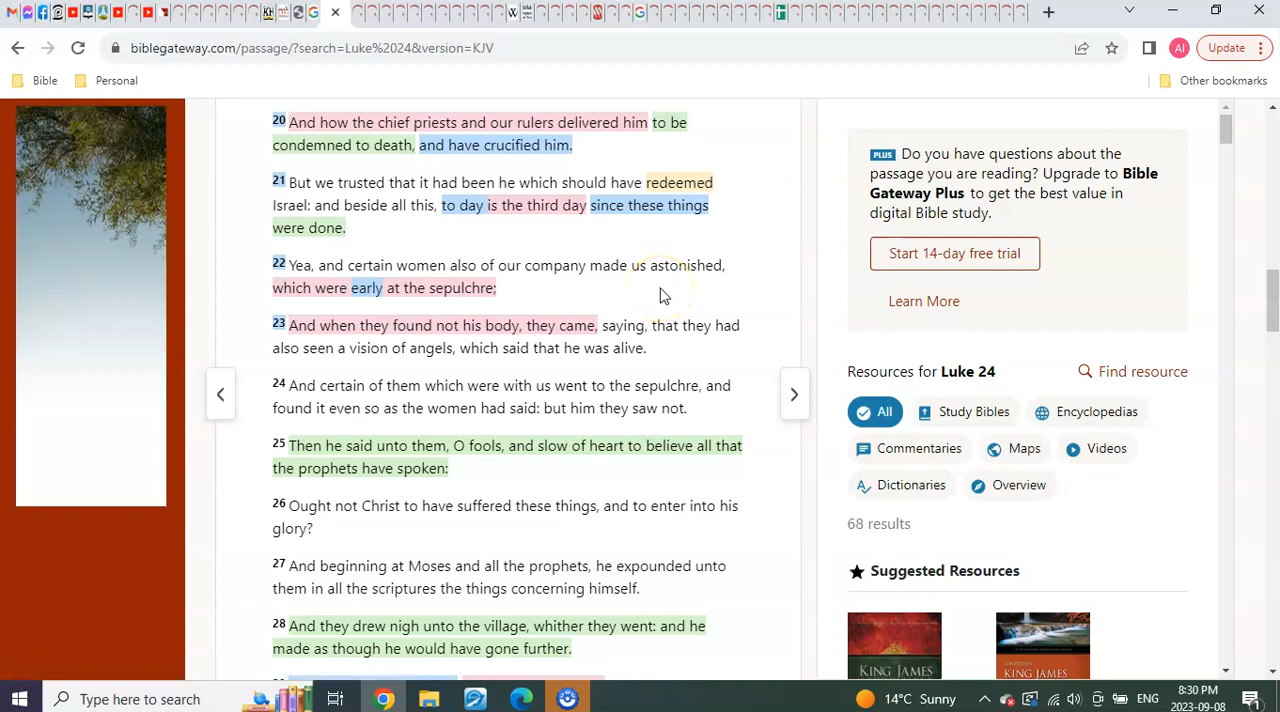 biblegateway.com/passage/?search=Luke%2024&version=KJV
AI
Update
Bible
Personal
Other bookmarks
20 And how the chief priests and our rulers delivered him to be
condemned to death, and have crucified him.
21 But we trusted that it had been he which should have redeemed
Israel: and beside all this, to day is the third day since these things
were done.
22 Yea, and certain women also of our company made us astonished,
which were early at the sepulchre;
23 And when they found not his body, they came, saying, that they had
also seen a vision of angels, which said that he was alive.
24 And certain of them which were with us went to the sepulchre, and
found it even so as the women had said: but him they saw not.
25 Then he said unto them, O fools, and slow of heart to believe all that
the prophets have spoken:
26 Ought not Christ to have suffered these things, and to enter into his
glory?
27 And beginning at Moses and all the prophets, he expounded unto
them in all the scriptures the things concerning himself.
28 And they drew nigh unto the village, whither they went: and he
made as though he would have gone further.
PLUS Do you have questions about the
passage you are reading? Upgrade to Bible
Gateway Plus to get the best value in
digital Bible study.
Start 14-day free trial
Learn More
Resources for Luke 24
Find resource
All
Study Bibles
Encyclopedias
Commentaries
Maps
Videos
Dictionaries
Overview
68 results
Suggested Resources
KING JAMES
KING JAMES
Type here to search
14°C Sunny
ENG
8:30 PM
2023-09-08